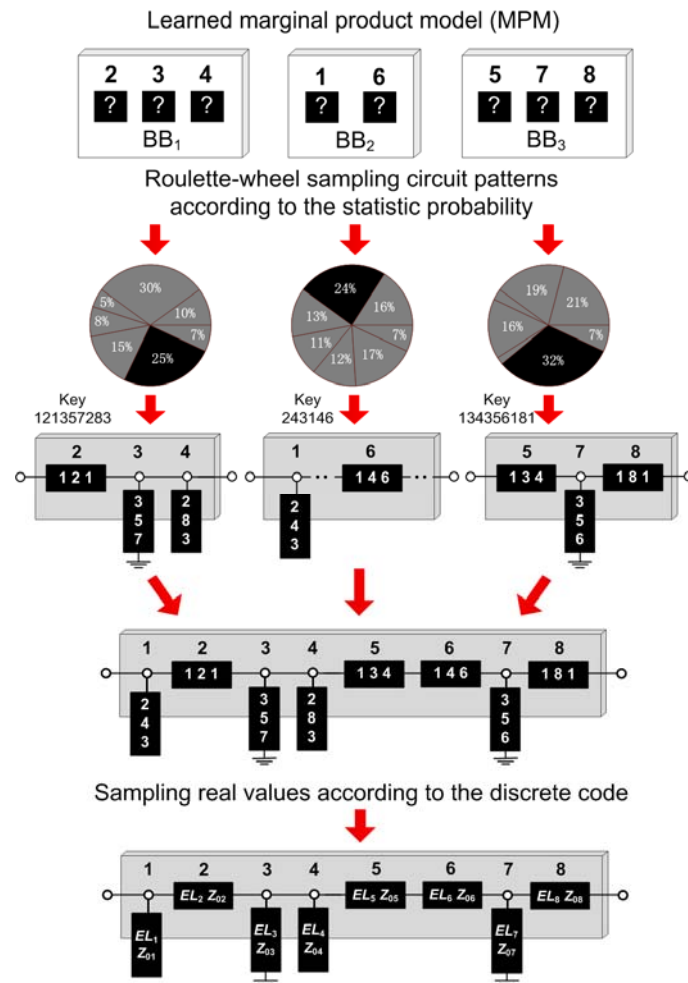 Learned marginal product model (MPM)
2 3 4
1 6
5 7 8
? ? ?
? ?
? ? ?
BB1
BB2
BB3
Roulette-wheel sampling circuit patterns
according to the statistic probability
30%
10%
7%
25%
15%
8%
5%
24%
16%
7%
17%
12%
11%
13%
19%
21%
7%
32%
16%
Key
121357283
Key
243146
Key
134356181
2 3 4
1 2 1
3 5 7
2 8 3
1 6
2 4 3
... 1 4 6 ...
5 7 8
1 3 4
3 5 6
1 8 1
1 2 3 4 5 6 7 8
2 4 3
1 2 1
3 5 7
2 8 3
1 3 4
1 4 6
3 5 6
1 8 1
Sampling real values according to the discrete code
1 2 3 4 5 6 7 8
EL1 Z01
EL2 Z02
EL3 Z03
EL4 Z04
EL5 Z05
EL6 Z06
EL7 Z07
EL8 Z08